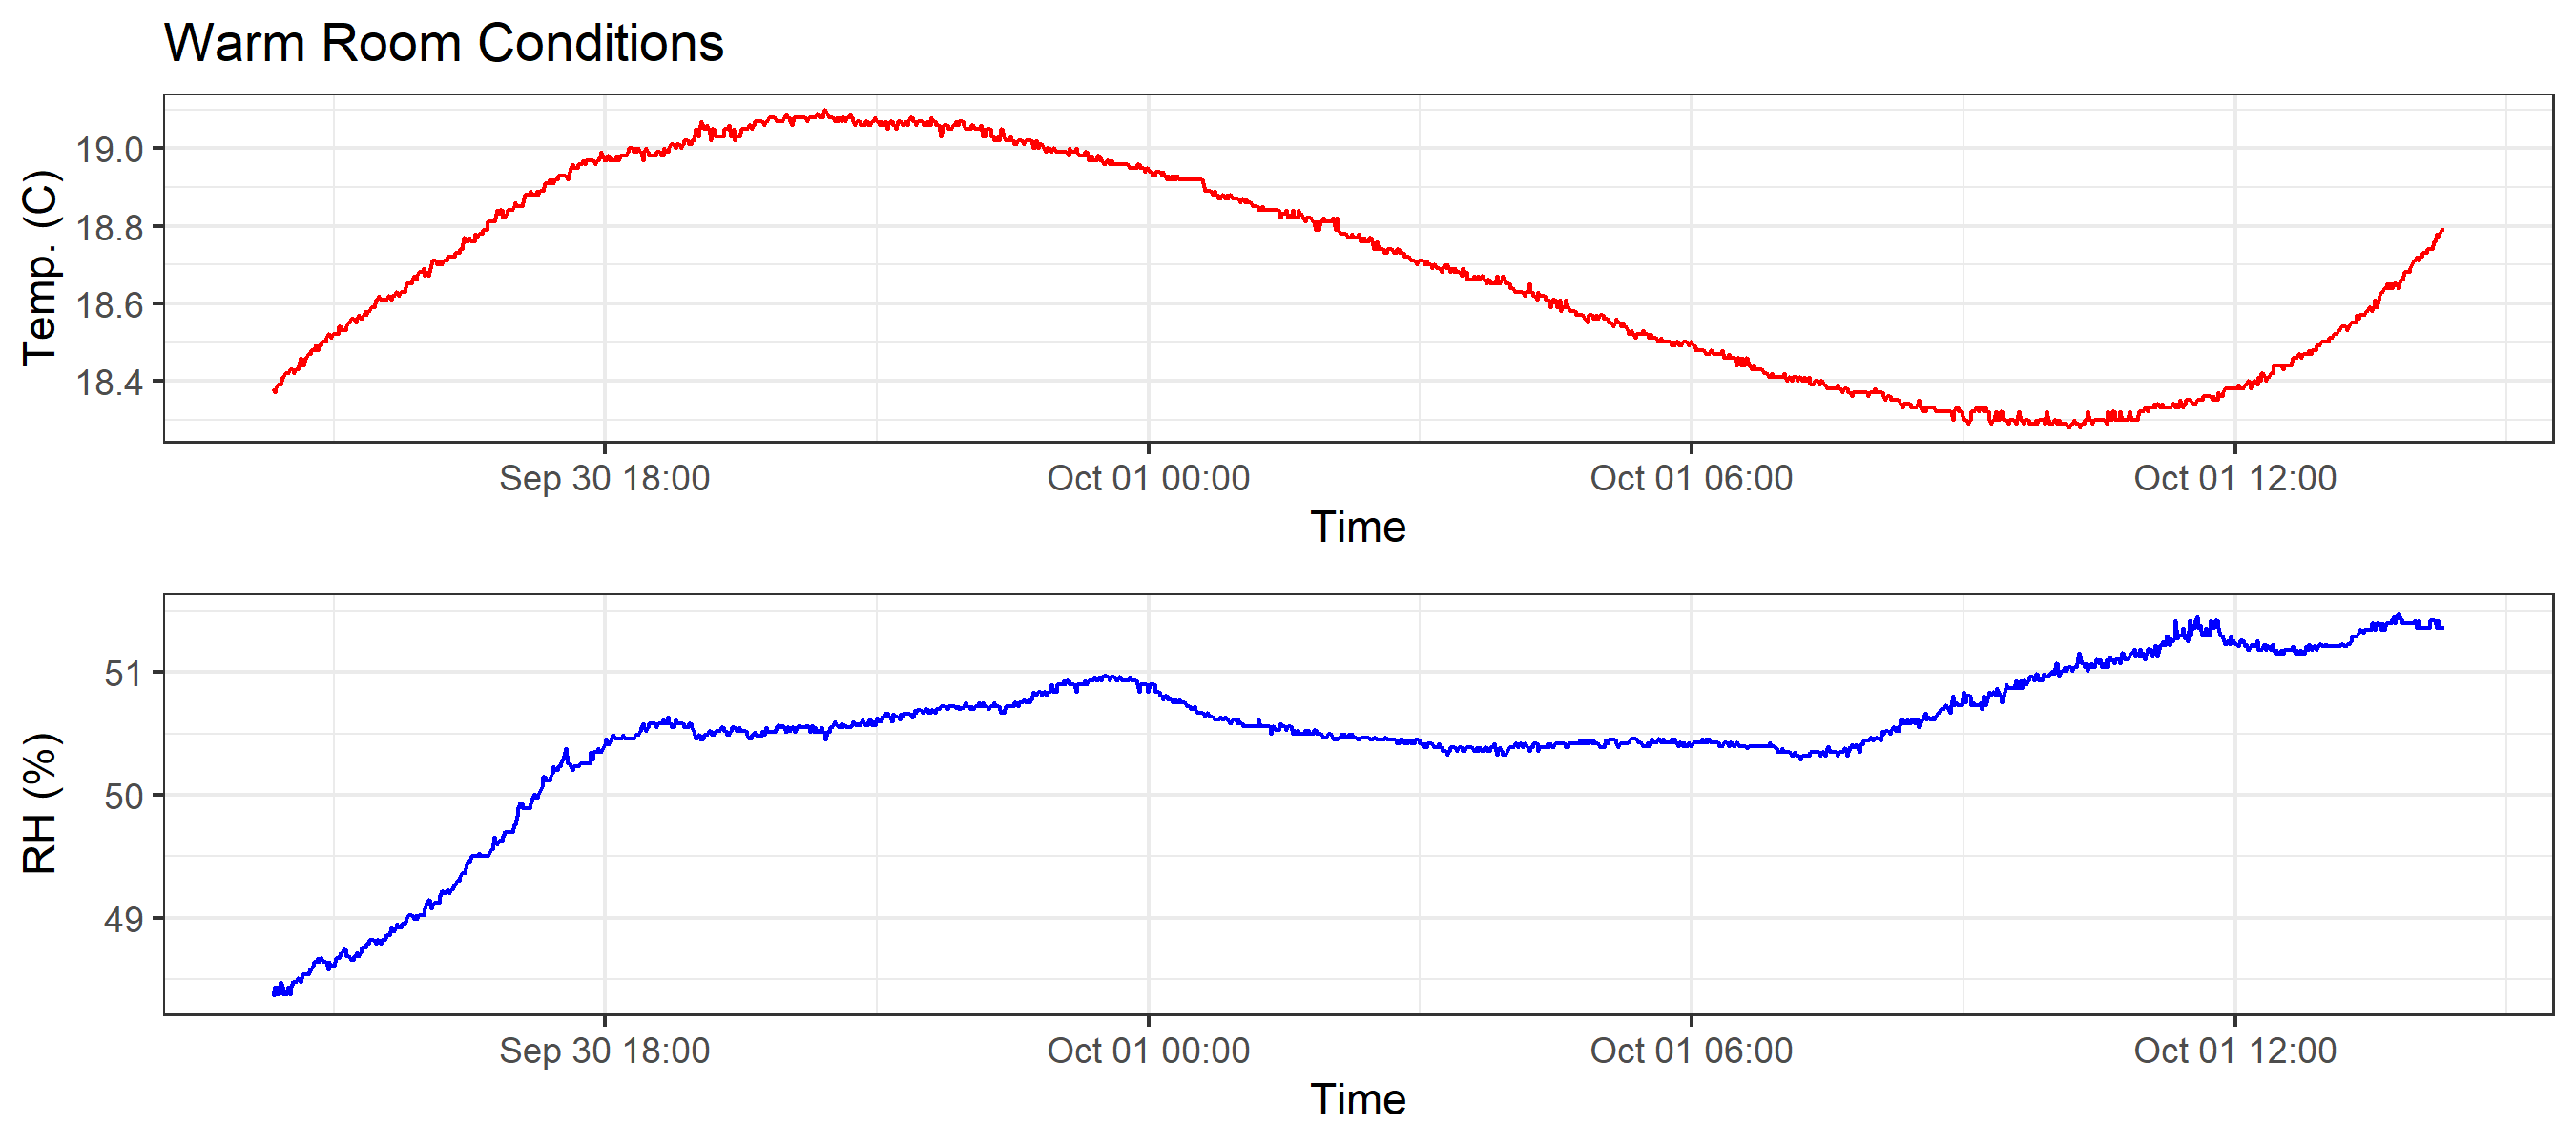 Warm Room Conditions
Temp. (C)
19.0
18.8
18.6
18.4
Sep 30 18:00 Oct 01 00:00 Oct 01 06:00 Oct 01 12:00
Time
RH (%)
51
50
49
Sep 30 18:00 Oct 01 00:00 Oct 01 06:00 Oct 01 12:00
Time